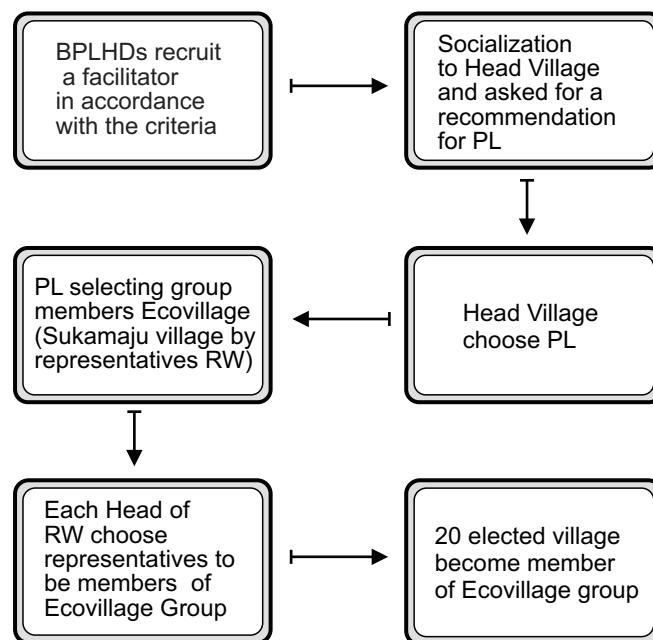 BPLHDs recruit
a facilitator
in accordance
with the criteria
Socialization
to Head Village
and asked for a
recommendation
for PL
Head Village
choose PL
PL selecting group
members Ecovillage
(Sukamaju village by
representatives RW)
Each Head of
RW choose
representatives to
be members of
Ecovillage Group
20 elected village
become member
of Ecovillage group